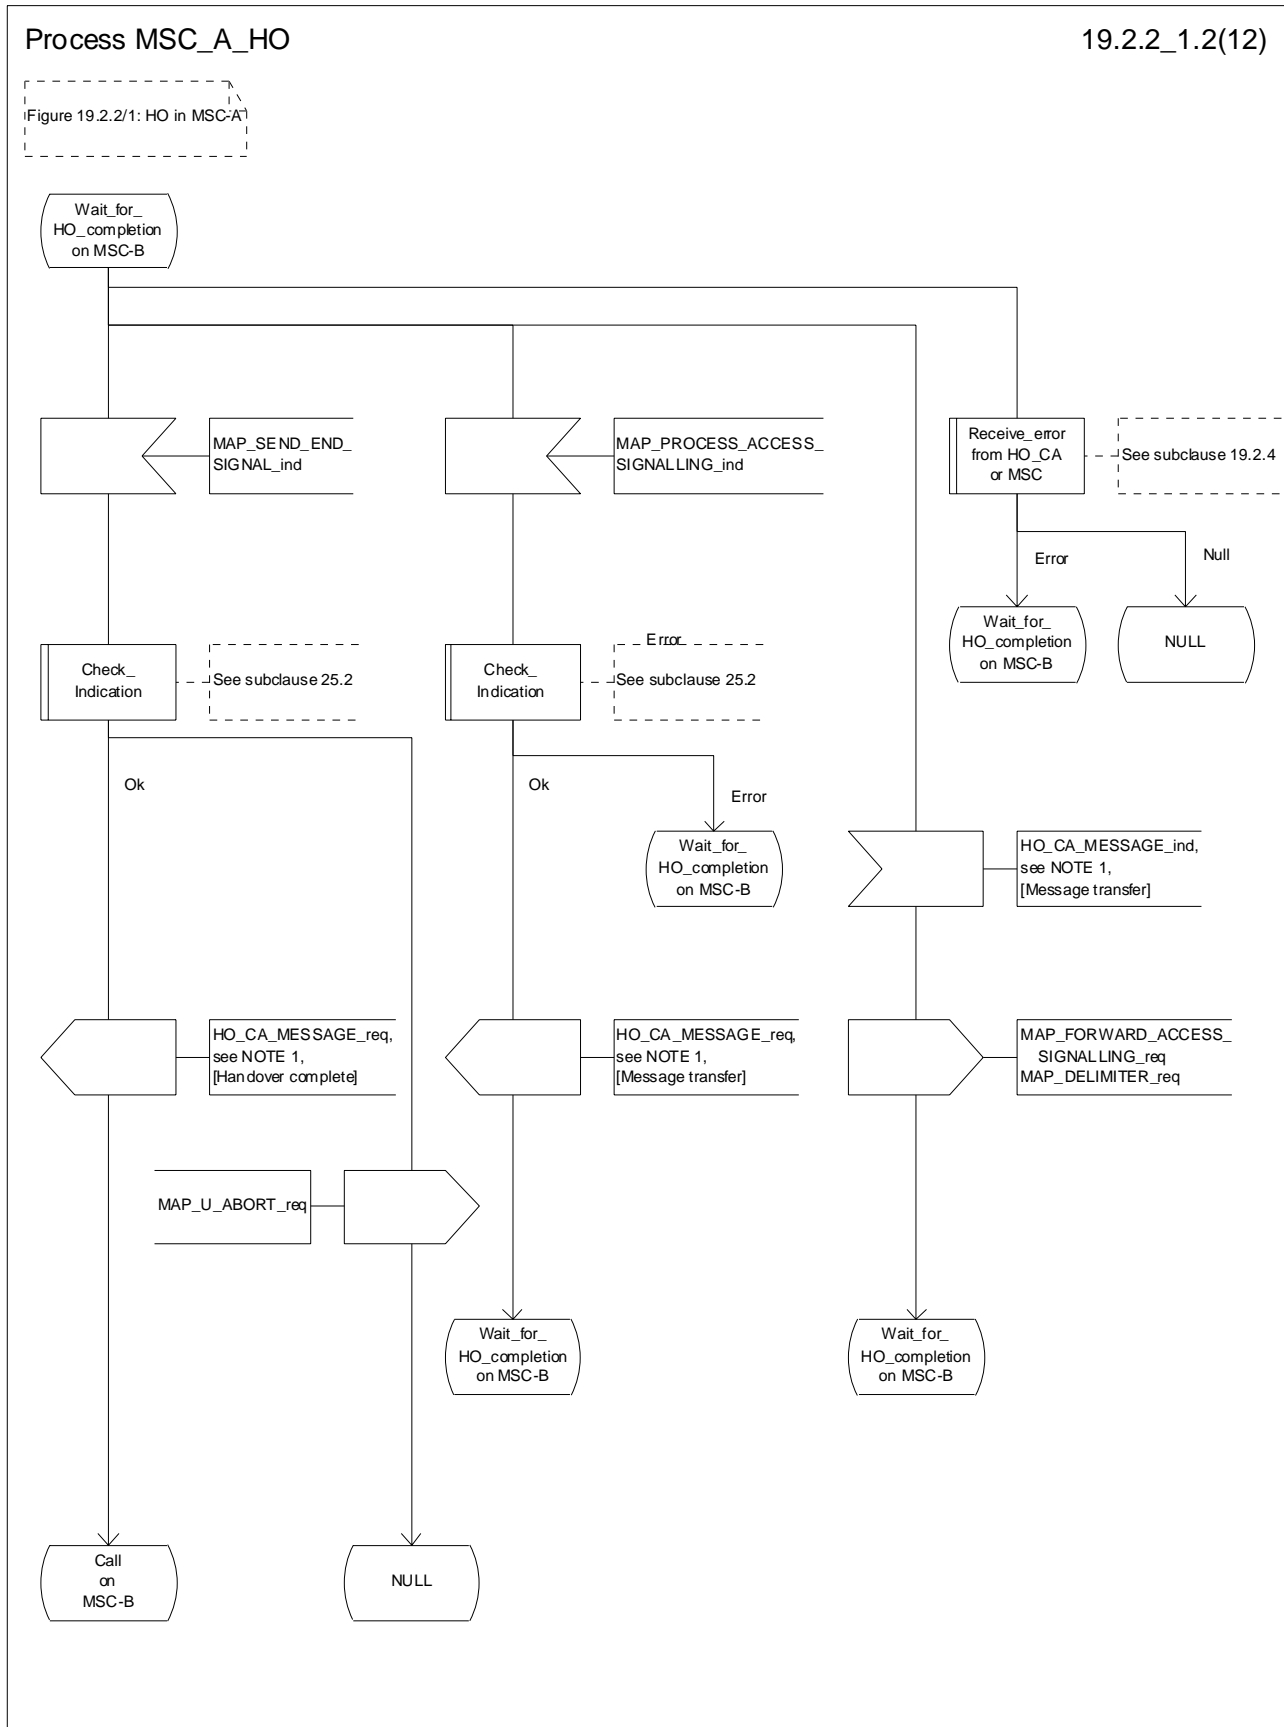 Process MSC_A_HO
19.2.2_1.2(12)
Figure 19.2.2/1: HO in MSC-A
Wait_for_
HO_completion
on MSC-B
MAP_SEND_END_
SIGNAL_ind
MAP_PROCESS_ACCESS_
SIGNALLING_ind
Receive_error
from HO_CA
or MSC
See subclause 19.2.4
Error
Null
Wait_for_
HO_completion
on MSC-B
NULL
Check_
Indication
See subclause 25.2
Error
Check_
Indication
See subclause 25.2
Ok
Ok
Error
Wait_for_
HO_completion
on MSC-B
HO_CA_MESSAGE_ind,
see NOTE 1,
[Message transfer]
HO_CA_MESSAGE_req,
see NOTE 1,
[Handover complete]
HO_CA_MESSAGE_req,
see NOTE 1,
[Message transfer]
MAP_FORWARD_ACCESS_
SIGNALLING_req
MAP_DELIMITER_req
MAP_U_ABORT_req
Wait_for_
HO_completion
on MSC-B
Wait_for_
HO_completion
on MSC-B
Call
on
MSC-B
NULL